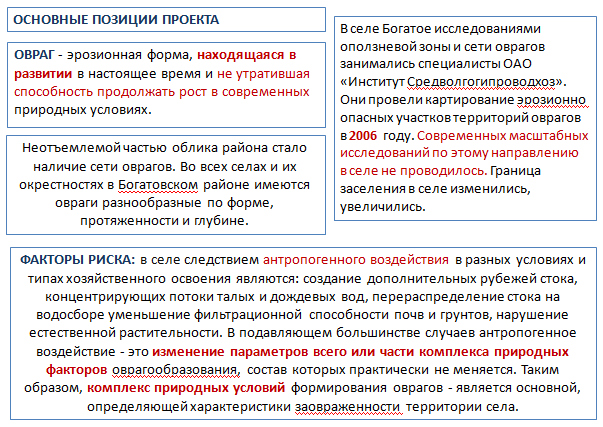 ОСНОВНЫЕ ПОЗИЦИИ ПРОЕКТА
ОВРАГ - эрозионная форма, находящаяся в
развитии в настоящее время и не утратившая
способность продолжать рост в современных
природных условиях.
Неотъемлемой частью облика района стало
наличие сети оврагов. Во всех селах и их
окрестностях в Богатовском районе имеются
овраги разнообразные по форме,
протяженности и глубине.
В селе Богатое исследованиями
оползневой зоны и сети оврагов
занимались специалисты ОАО
«Институт Средволгогипроводхоз».
Они провели картирование эрозионно
опасных участков территорий оврагов
в 2006 году. Современных масштабных
исследований по этому направлению
в селе не проводилось. Граница
заселения в селе изменились,
увеличились.
ФАКТОРЫ РИСКА: в селе следствием антропогенного воздействия в разных условиях и
типах хозяйственного освоения являются: создание дополнительных рубежей стока,
концентрирующих потоки талых и дождевых вод, перераспределение стока на
водосборе уменьшение фильтрационной способности почв и грунтов, нарушение
естественной растительности. В подавляющем большинстве случаев антропогенное
воздействие - это изменение параметров всего или части комплекса природных
факторов оврагообразования, состав которых практически не меняется. Таким
образом, комплекс природных условий формирования оврагов - является основной,
определяющей характеристики заовраженности территории села.